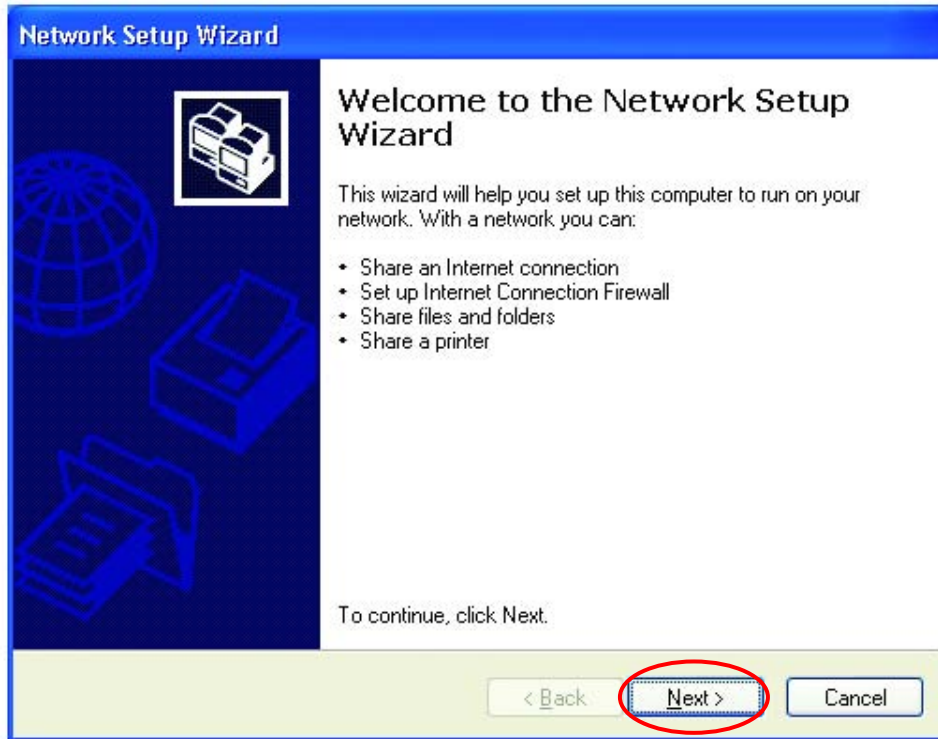 Network Setup Wizard
Welcome to the Network Setup
Wizard
This wizard will help you set up this computer to run on your
network. With a network you can:
• Share an Internet connection
• Set up Internet Connection Firewall
• Share files and folders
• Share a printer
To continue, click Next.
< Back Next > Cancel